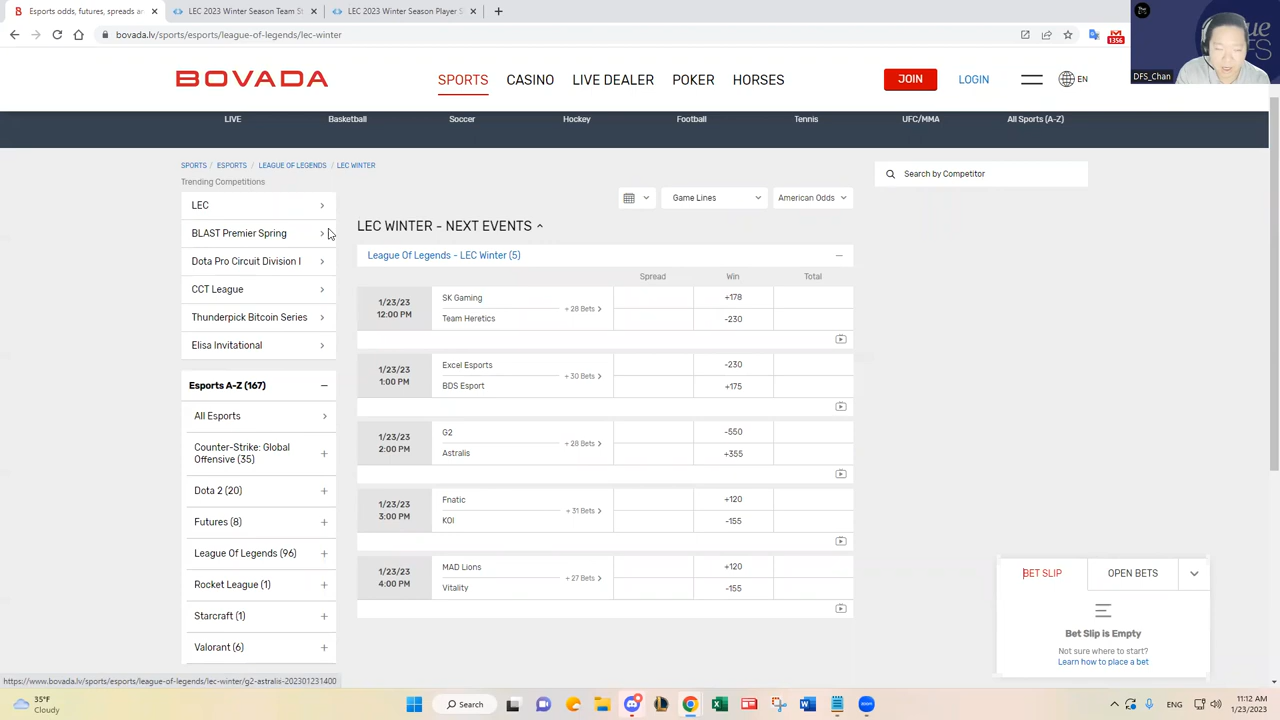 Esports odds, futures, spreads ar
LEC 2023 Winter Season Team St
LEC 2023 Winter Season Player S
bovada.lv/sports/esports/league-of-legends/lec-winter
1356
DFS_Chan
BOVADA
SPORTS
CASINO
LIVE DEALER
POKER
HORSES
JOIN
LOGIN
EN
LIVE
Basketball
Soccer
Hockey
Football
Tennis
UFC/MMA
All Sports (A-Z)
SPORTS / ESPORTS / LEAGUE OF LEGENDS / LEC WINTER
Trending Competitions
LEC
BLAST Premier Spring
Dota Pro Circuit Division I
CCT League
Thunderpick Bitcoin Series
Elisa Invitational
Esports A-Z (167)
All Esports
Counter-Strike: Global
Offensive (35)
Dota 2 (20)
Futures (8)
League Of Legends (96)
Rocket League (1)
Starcraft (1)
Valorant (6)
Game Lines
American Odds
Search by Competitor
LEC WINTER - NEXT EVENTS
League Of Legends - LEC Winter (5)
Spread
Win
Total
1/23/23
12:00 PM
SK Gaming
Team Heretics
+ 28 Bets
+178
-230
1/23/23
1:00 PM
Excel Esports
BDS Esport
+ 30 Bets
-230
+175
1/23/23
2:00 PM
G2
Astralis
+ 28 Bets
-550
+355
1/23/23
3:00 PM
Fnatic
KOI
+ 31 Bets
+120
-155
1/23/23
4:00 PM
MAD Lions
Vitality
+ 27 Bets
+120
-155
BET SLIP
OPEN BETS
Bet Slip is Empty
Not sure where to start?
Learn how to place a bet
https://www.bovada.lv/sports/esports/league-of-legends/lec-winter/g2-astralis-202301231400
35°F
Cloudy
Search
ENG
11:12 AM
1/23/2023